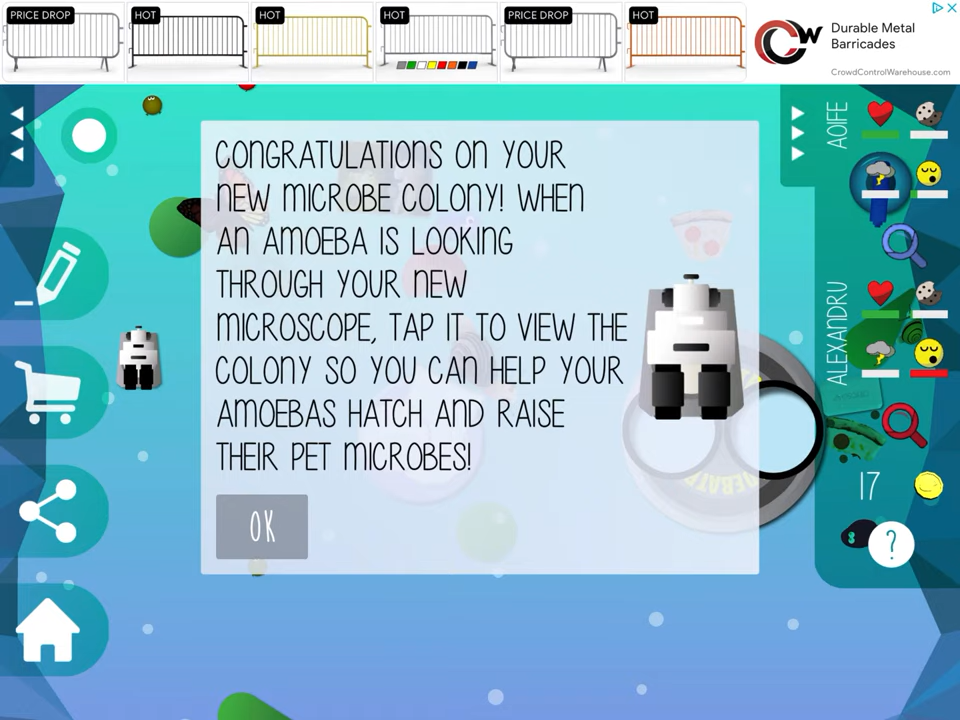 PRICE DROP
HOT
HOT
HOT
PRICE DROP
HOT
CW
Durable Metal
Barricades
CrowdControlWarehouse.com
CONGRATULATIONS ON YOUR
NEW MICROBE COLONY! WHEN
AN AMOEBA IS LOOKING
THROUGH YOUR NEW
MICROSCOPE, TAP IT TO VIEW THE
COLONY SO YOU CAN HELP YOUR
AMOEBAS HATCH AND RAISE
THEIR PET MICROBES!
OK
AOIFE
ALEXANDRU
17
?